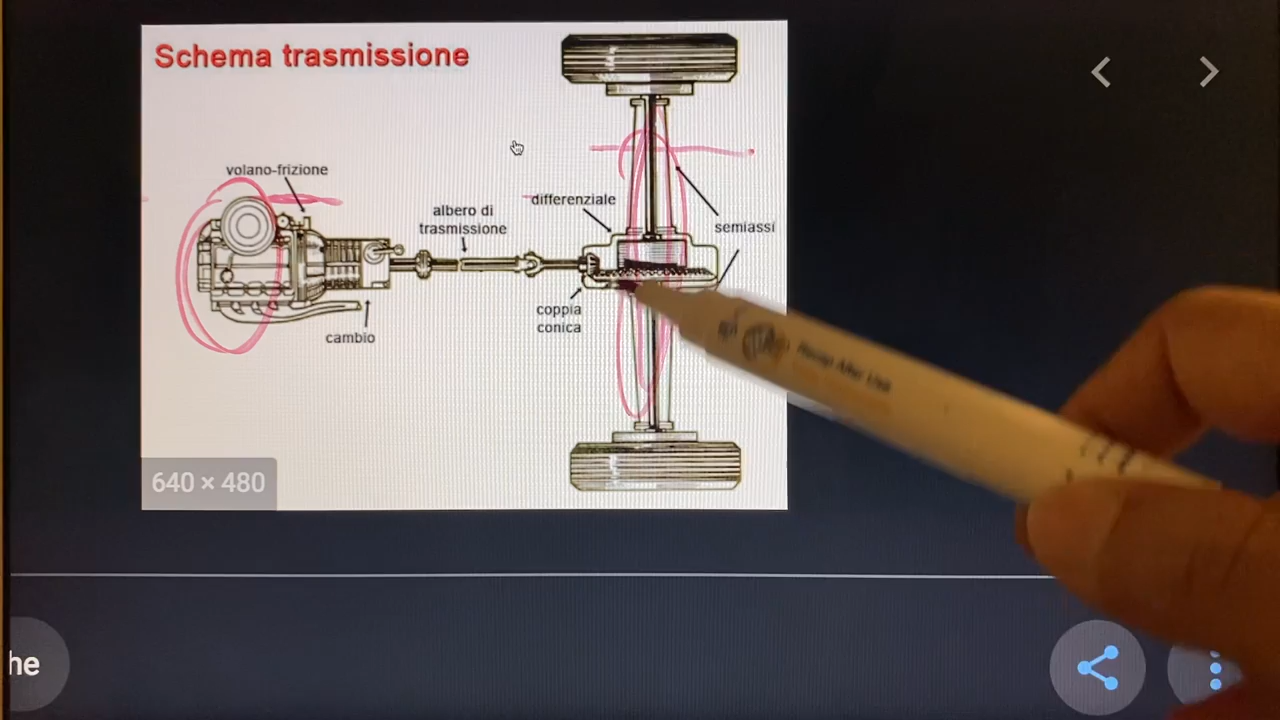 Schema trasmissione
volano-frizione
differenziale
albero di
trasmissione
semiassi
coppia
conica
cambio
640 × 480
he